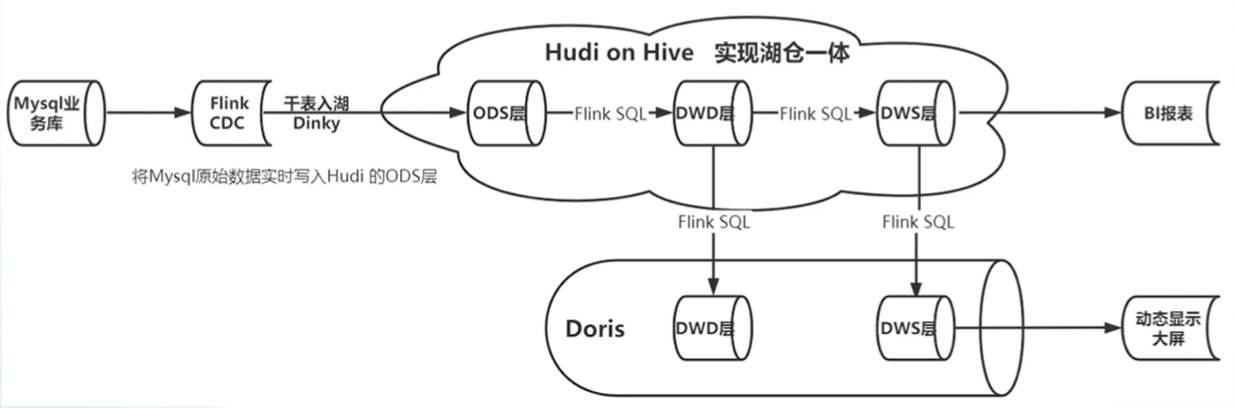 Hudi on Hive 实现湖仓一体
Mysql业
务库
Flink
CDC
千表入湖
Dinky
ODS层
Flink SQL
DWD层
Flink SQL
DWS层
BI报表
将Mysql原始数据实时写入Hudi 的ODS层
Flink SQL
Flink SQL
Doris
DWD层
DWS层
动态显示
大屏